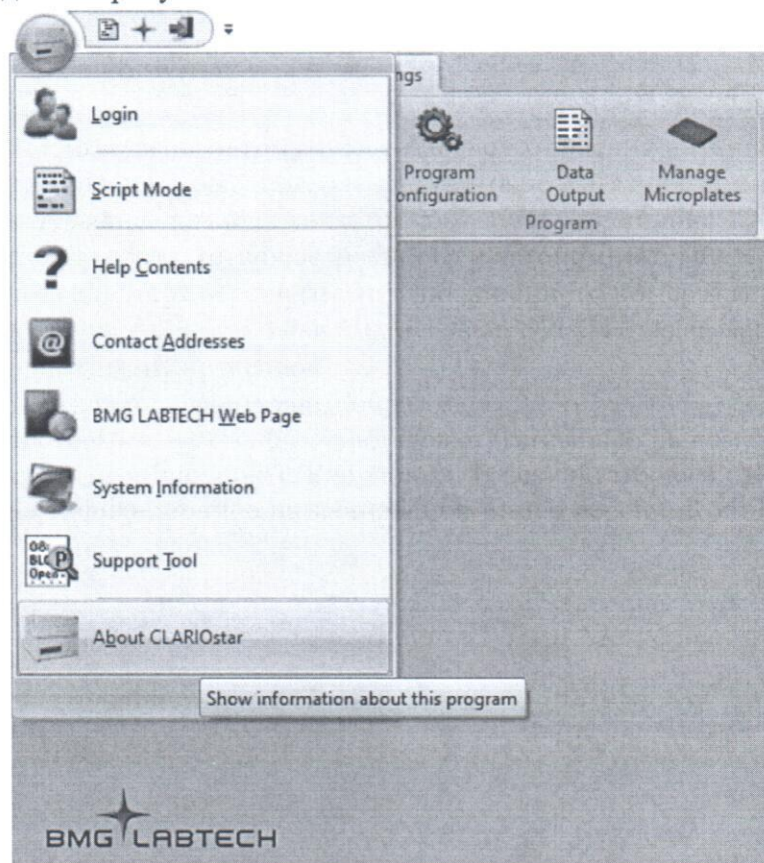 ngs
Login
Script Mode
Help Contents
Contact Addresses
BMG LABTECH Web Page
System Information
Support Tool
About CLARIOstar
Program
onfiguration
Data
Output
Manage
Microplates
Program
Show information about this program
BMG LABTECH